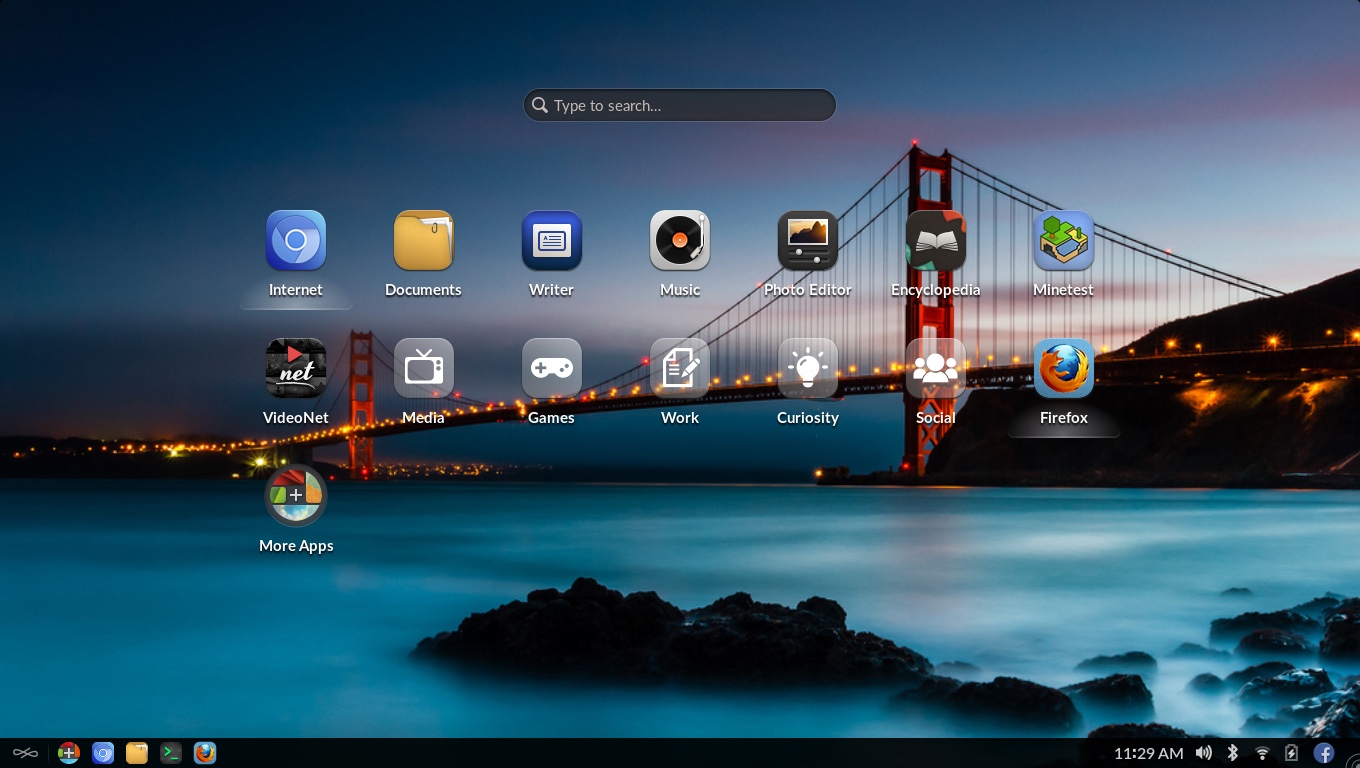 Type to search...
Internet
Documents
Writer
Music
Photo Editor
Encyclopedia
Minetest
net
VideoNet
Media
Games
Work
Curiosity
Social
Firefox
More Apps
11:29 AM